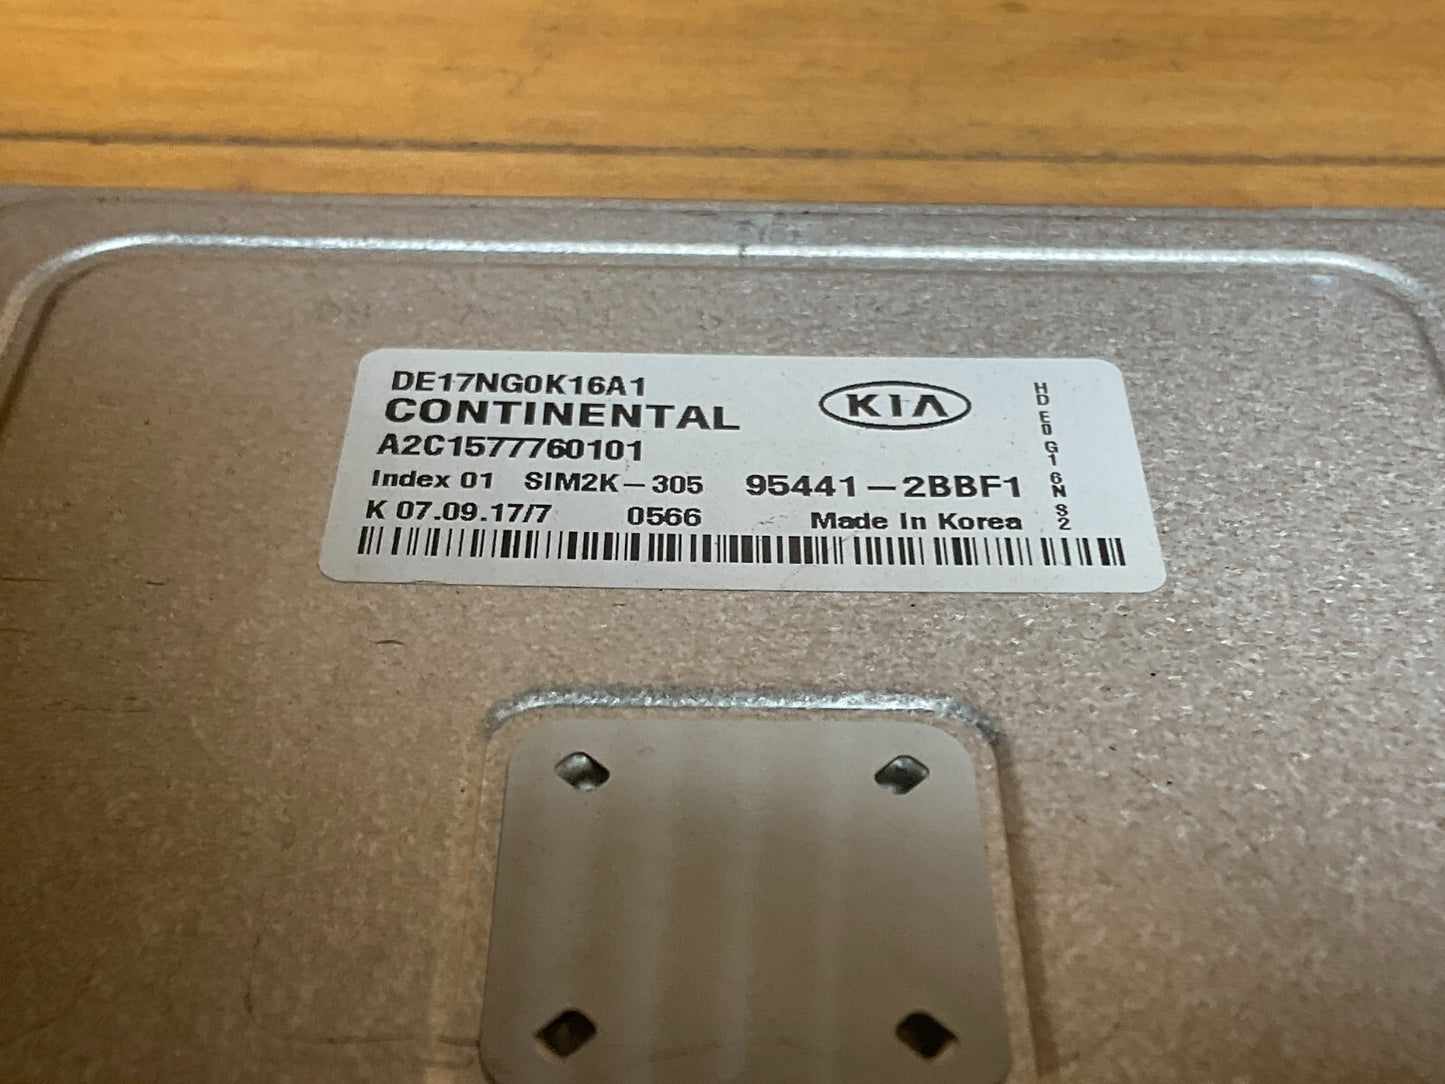 DE17NG0K16A1
CONTINENTAL
KIA
A2C1577760101
Index 01 SIM2K-305 95441-2BBF1
K 07.09.17/7 0566 Made In Korea
HD E0 G1 6N S2